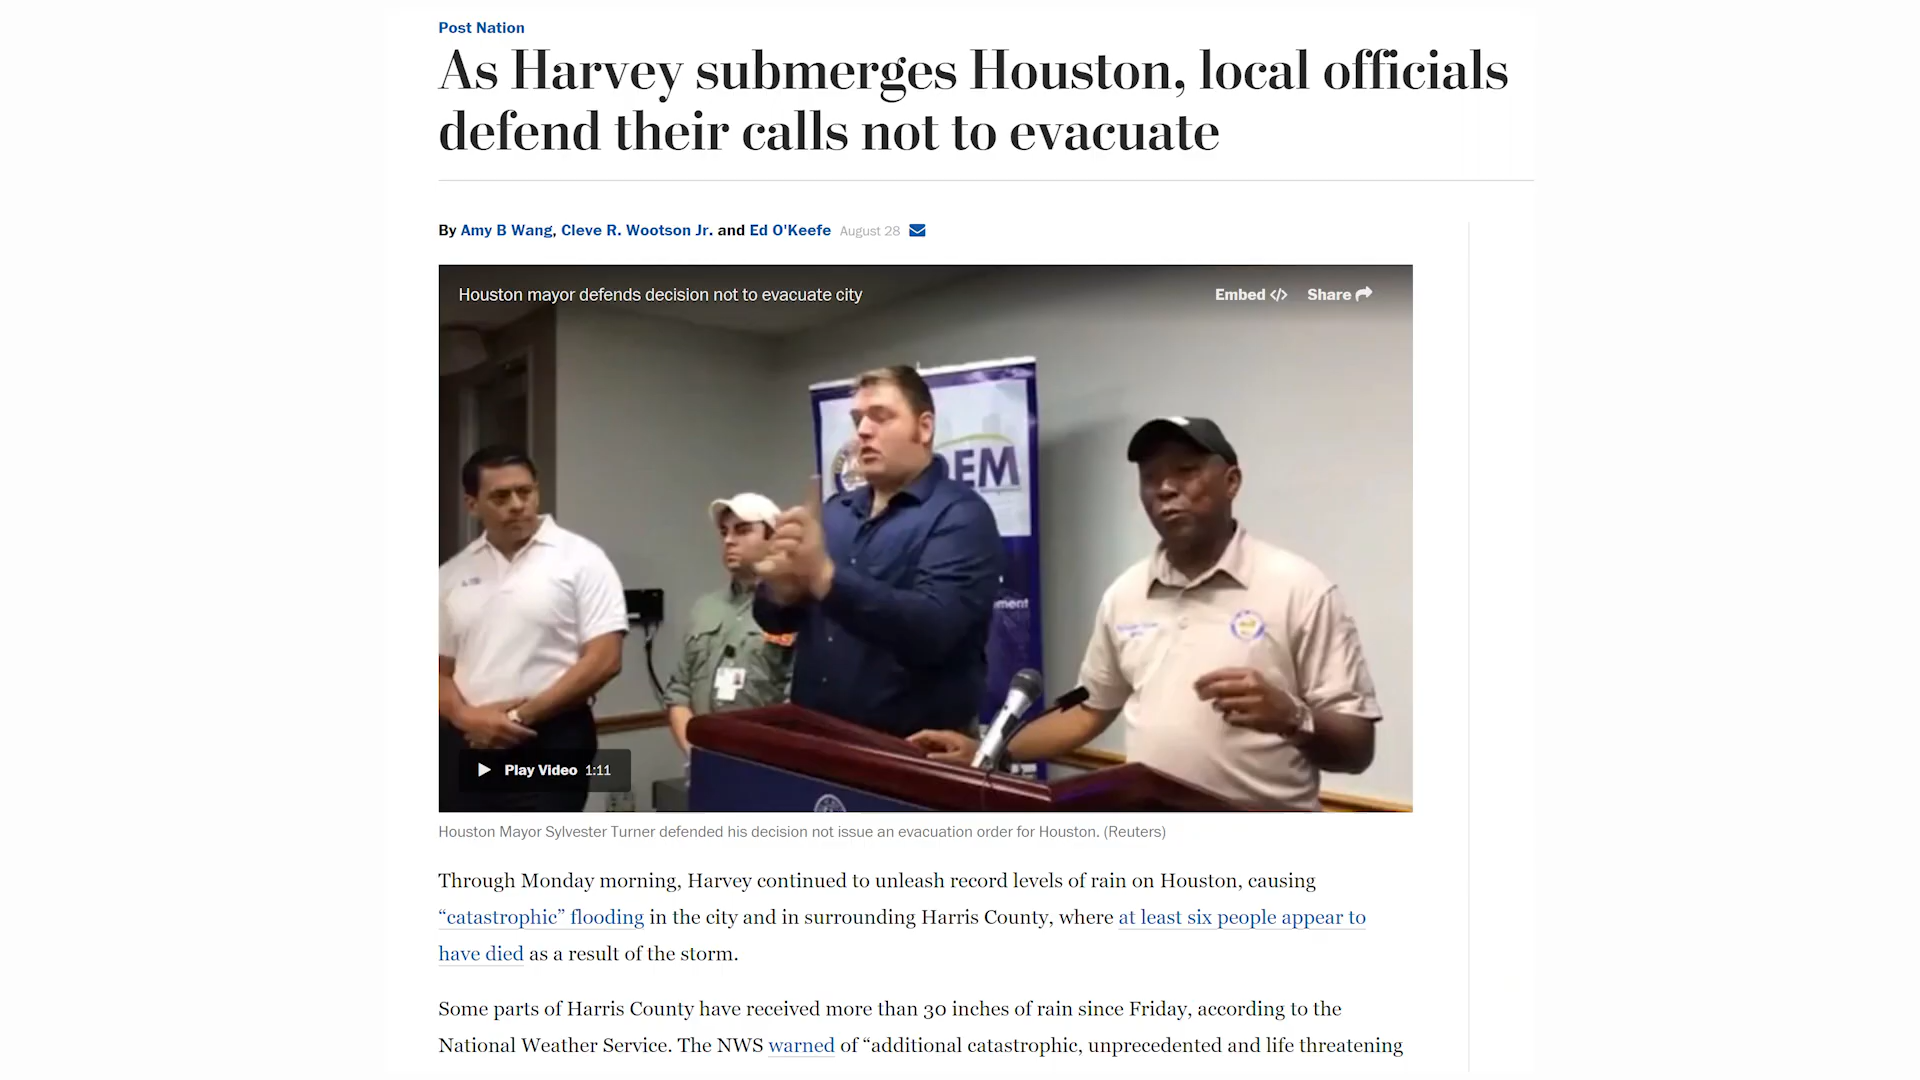 Post Nation
As Harvey submerges Houston, local officials
defend their calls not to evacuate
By Amy B Wang, Cleve R. Wootson Jr. and Ed O'Keefe August 28
Houston mayor defends decision not to evacuate city
Embed </> Share
EM
ment
Play Video 1:11
Houston Mayor Sylvester Turner defended his decision not issue an evacuation order for Houston. (Reuters)
Through Monday morning, Harvey continued to unleash record levels of rain on Houston, causing
“catastrophic” flooding in the city and in surrounding Harris County, where at least six people appear to
have died as a result of the storm.
Some parts of Harris County have received more than 30 inches of rain since Friday, according to the
National Weather Service. The NWS warned of “additional catastrophic, unprecedented and life threatening